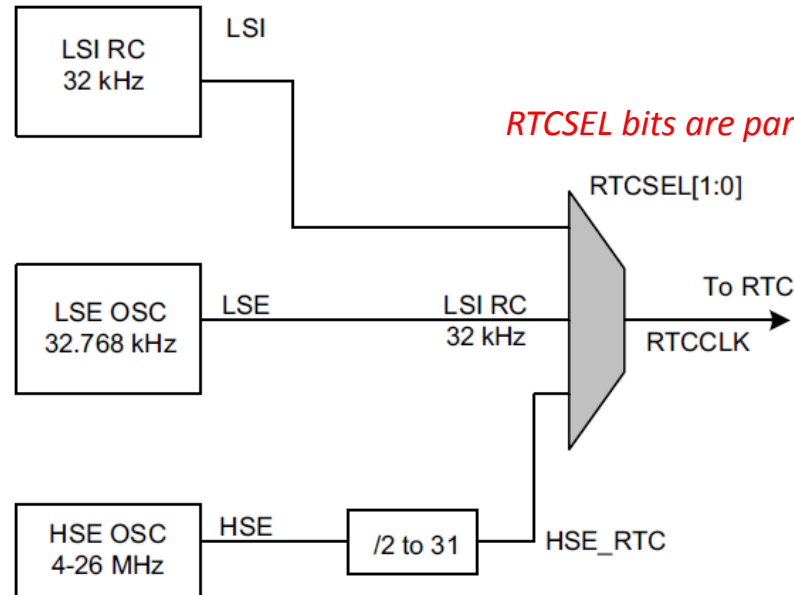 LSI RC
32 kHz
LSI
RTCSEL bits are par
RTCSEL[1:0]
LSE OSC
32.768 kHz
LSE
LSI RC
32 kHz
To RTC
RTCCLK
HSE OSC
4-26 MHz
HSE
/2 to 31
HSE_RTC